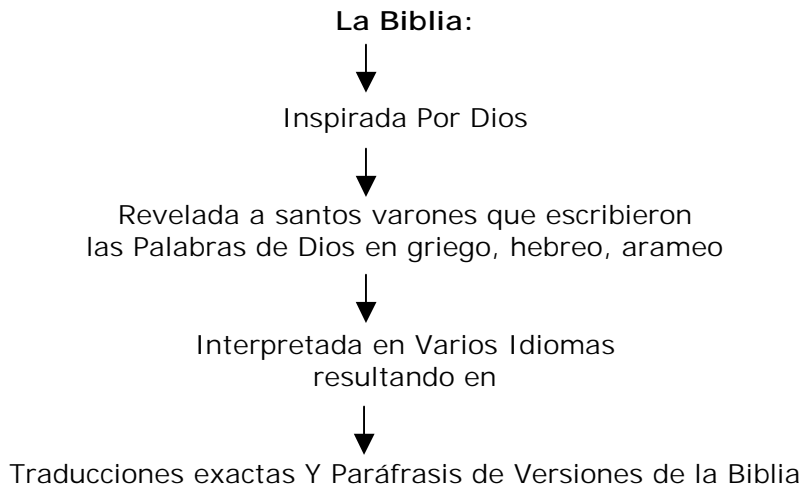 La Biblia:
Inspirada Por Dios
Revelada a santos varones que escribieron
las Palabras de Dios en griego, hebreo, arameo
Interpretada en Varios Idiomas
resultando en
Traducciones exactas Y Paráfrasis de Versiones de la Biblia